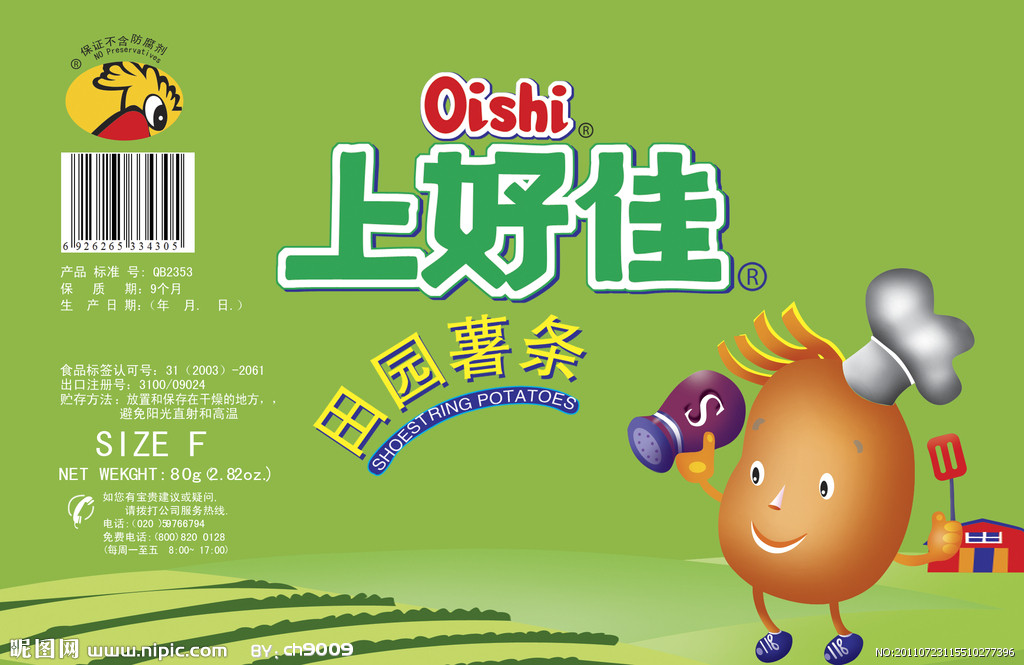 保证不含防腐剂
NO Preservatives
®
6 926265 334305
产品 标准 号: QB2353
保 质 期: 9个月
生 产日期:(年 月. 日.)
食品标签认可号: 31（2003）-2061
出口注册号: 3100/09024
贮存方法: 放置和保存在干燥的地方,,
避免阳光直射和高温
SIZE F
NET WEKGHT: 80g(2.82oz.)
如您有宝贵建议或疑问.
请拨打公司服务热线.
电话:(020 )59766794
免费电话:(800)820 0128
(每周一至五 8:00~ 17:00)
Oishi®
上好佳®
田园薯条
SHOESTRING POTATOES
S
昵图网 www.nipic.com BY: ch9009
NO:20110723115510277396